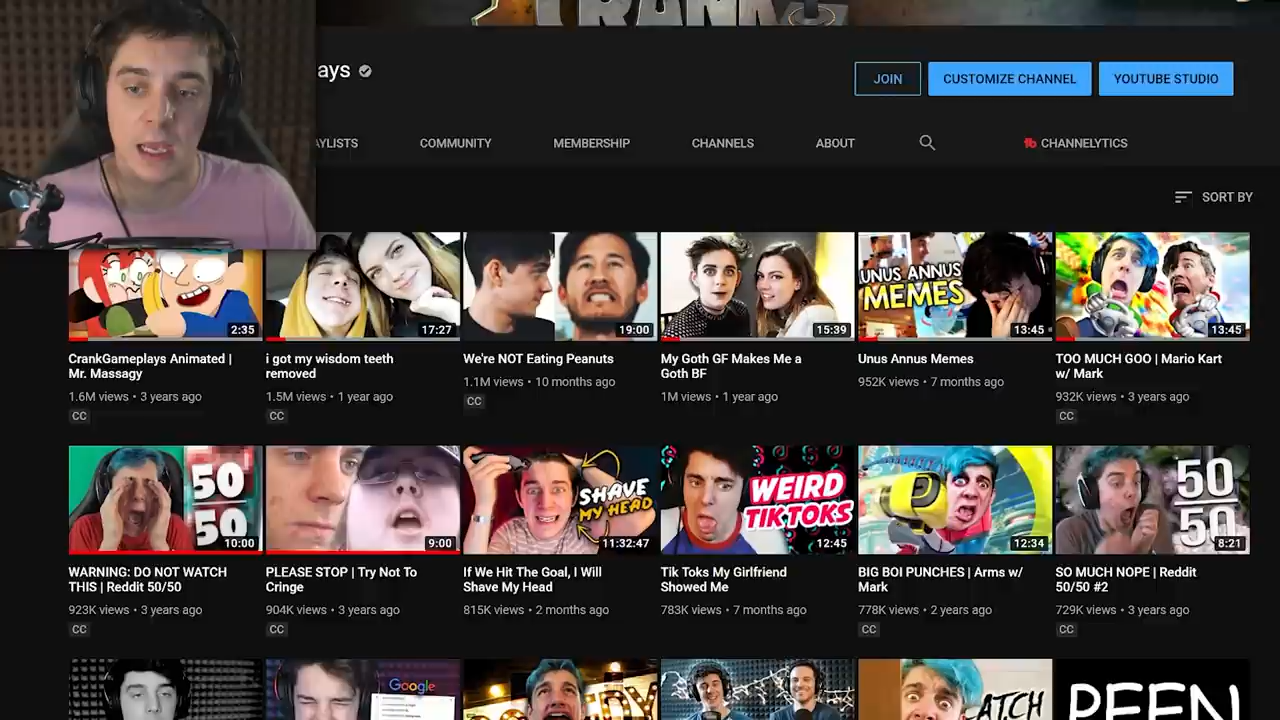 CRANK
ays
JOIN
CUSTOMIZE CHANNEL
YOUTUBE STUDIO
AYLISTS
COMMUNITY
MEMBERSHIP
CHANNELS
ABOUT
CHANNELYTICS
SORT BY
2:35
17:27
19:00
15:39
UNUS ANNUS
MEMES
13:45
13:45
CrankGameplays Animated |
Mr. Massagy
1.6M views • 3 years ago
CC
i got my wisdom teeth
removed
1.5M views • 1 year ago
CC
We're NOT Eating Peanuts
1.1M views • 10 months ago
CC
My Goth GF Makes Me a
Goth BF
1M views • 1 year ago
Unus Annus Memes
952K views • 7 months ago
TOO MUCH GOO | Mario Kart
w/ Mark
932K views • 3 years ago
CC
50
50
10:00
9:00
SHAVE
MY HEAD
11:32:47
WEIRD
TIK TOKS
12:45
12:34
50
50
8:21
WARNING: DO NOT WATCH
THIS | Reddit 50/50
923K views • 3 years ago
CC
PLEASE STOP | Try Not To
Cringe
904K views • 3 years ago
CC
If We Hit The Goal, I Will
Shave My Head
815K views • 2 months ago
Tik Toks My Girlfriend
Showed Me
783K views • 7 months ago
BIG BOI PUNCHES | Arms w/
Mark
778K views • 2 years ago
CC
SO MUCH NOPE | Reddit
50/50 #2
729K views • 3 years ago
CC
Google
ATCH
PEEN